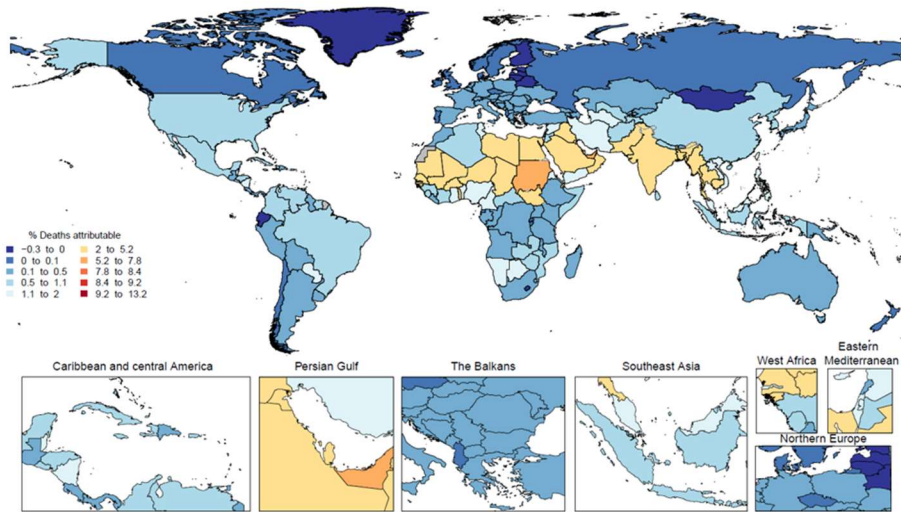 % Deaths attributable
−0.3 to 0
0 to 0.1
0.1 to 0.5
0.5 to 1.1
1.1 to 2
2 to 5.2
5.2 to 7.8
7.8 to 8.4
8.4 to 9.2
9.2 to 13.2
Caribbean and central America
Persian Gulf
The Balkans
Southeast Asia
West Africa
Eastern
Mediterranean
Northern Europe